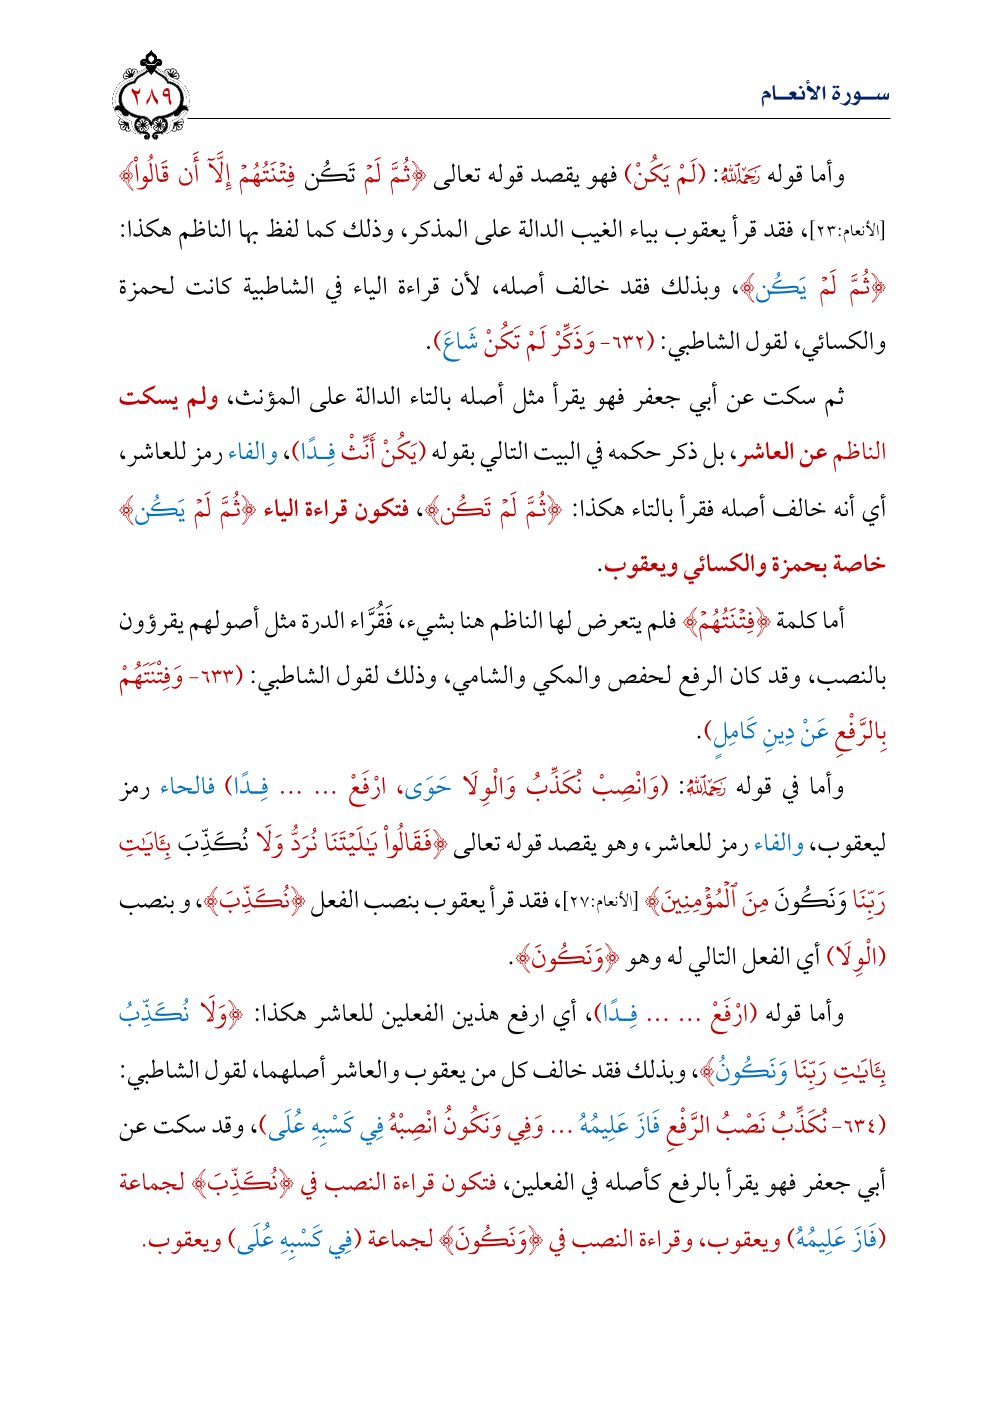 سـورة الأنعـام
٢٨٩
وأما قوله رَحِمَهُ ٱللَّهُ: (لَمْ يَكُنْ) فهو يقصد قوله تعالى ﴿ثُمَّ لَمْ تَكُن فِتْنَتُهُمْ إِلَّآ أَن قَالُوا۟﴾
[الأنعام:٢٣]، فقد قرأ يعقوب بياء الغيب الدالة على المذكر، وذلك كما لفظ بها الناظم هكذا:
﴿ثُمَّ لَمْ يَكُن﴾، وبذلك فقد خالف أصله، لأن قراءة الياء في الشاطبية كانت لحمزة
والكسائي، لقول الشاطبي: (٦٣٢- وَذَكِّرْ لَمْ تَكُنْ شَاعَ).
ثم سكت عن أبي جعفر فهو يقرأ مثل أصله بالتاء الدالة على المؤنث، ولم يسكت
الناظم عن العاشر، بل ذكر حكمه في البيت التالي بقوله (يَكُنْ أَنِّثْ فِـدًا)، والفاء رمز للعاشر،
أي أنه خالف أصله فقرأ بالتاء هكذا: ﴿ثُمَّ لَمْ تَكُن﴾، فتكون قراءة الياء ﴿ثُمَّ لَمْ يَكُن﴾
خاصة بحمزة والكسائي ويعقوب.
أما كلمة ﴿فِتْنَتُهُمْ﴾ فلم يتعرض لها الناظم هنا بشيء، فَقُرَّاء الدرة مثل أصولهم يقرؤون
بالنصب، وقد كان الرفع لحفص والمكي والشامي، وذلك لقول الشاطبي: (٦٣٣- وَفِتْنَتَهُمْ
بِالرَّفْعِ عَنْ دِينِ كَامِلٍ).
وأما في قوله رَحِمَهُ ٱللَّهُ: (وَانْصِبْ نُكَذِّبُ وَالْوِلَا حَوَى، ارْفَعْ ... ... فِـدًا) فالحاء رمز
ليعقوب، والفاء رمز للعاشر، وهو يقصد قوله تعالى ﴿فَقَالُوا۟ يَٰلَيْتَنَا نُرَدُّ وَلَا نُكَذِّبَ بِـَٔايَٰتِ
رَبِّنَا وَنَكُونَ مِنَ ٱلْمُؤْمِنِينَ﴾ [الأنعام:٢٧]، فقد قرأ يعقوب بنصب الفعل ﴿نُكَذِّبَ﴾، وبنصب
(الْوِلَا) أي الفعل التالي له وهو ﴿وَنَكُونَ﴾.
وأما قوله (ارْفَعْ ... ... فِـدًا)، أي ارفع هذين الفعلين للعاشر هكذا: ﴿وَلَا نُكَذِّبُ
بِـَٔايَٰتِ رَبِّنَا وَنَكُونُ﴾، وبذلك فقد خالف كل من يعقوب والعاشر أصلهما، لقول الشاطبي:
(٦٣٤- نُكَذِّبُ نَصْبُ الرَّفْعِ فَازَ عَلِيمُهُ ... وَفِي وَنَكُونُ انْصِبْهُ فِي كَسْبِهِ عُلَى)، وقد سكت عن
أبي جعفر فهو يقرأ بالرفع كأصله في الفعلين، فتكون قراءة النصب في ﴿نُكَذِّبَ﴾ لجماعة
(فَازَ عَلِيمُهُ) ويعقوب، وقراءة النصب في ﴿وَنَكُونَ﴾ لجماعة (فِي كَسْبِهِ عُلَى) ويعقوب.